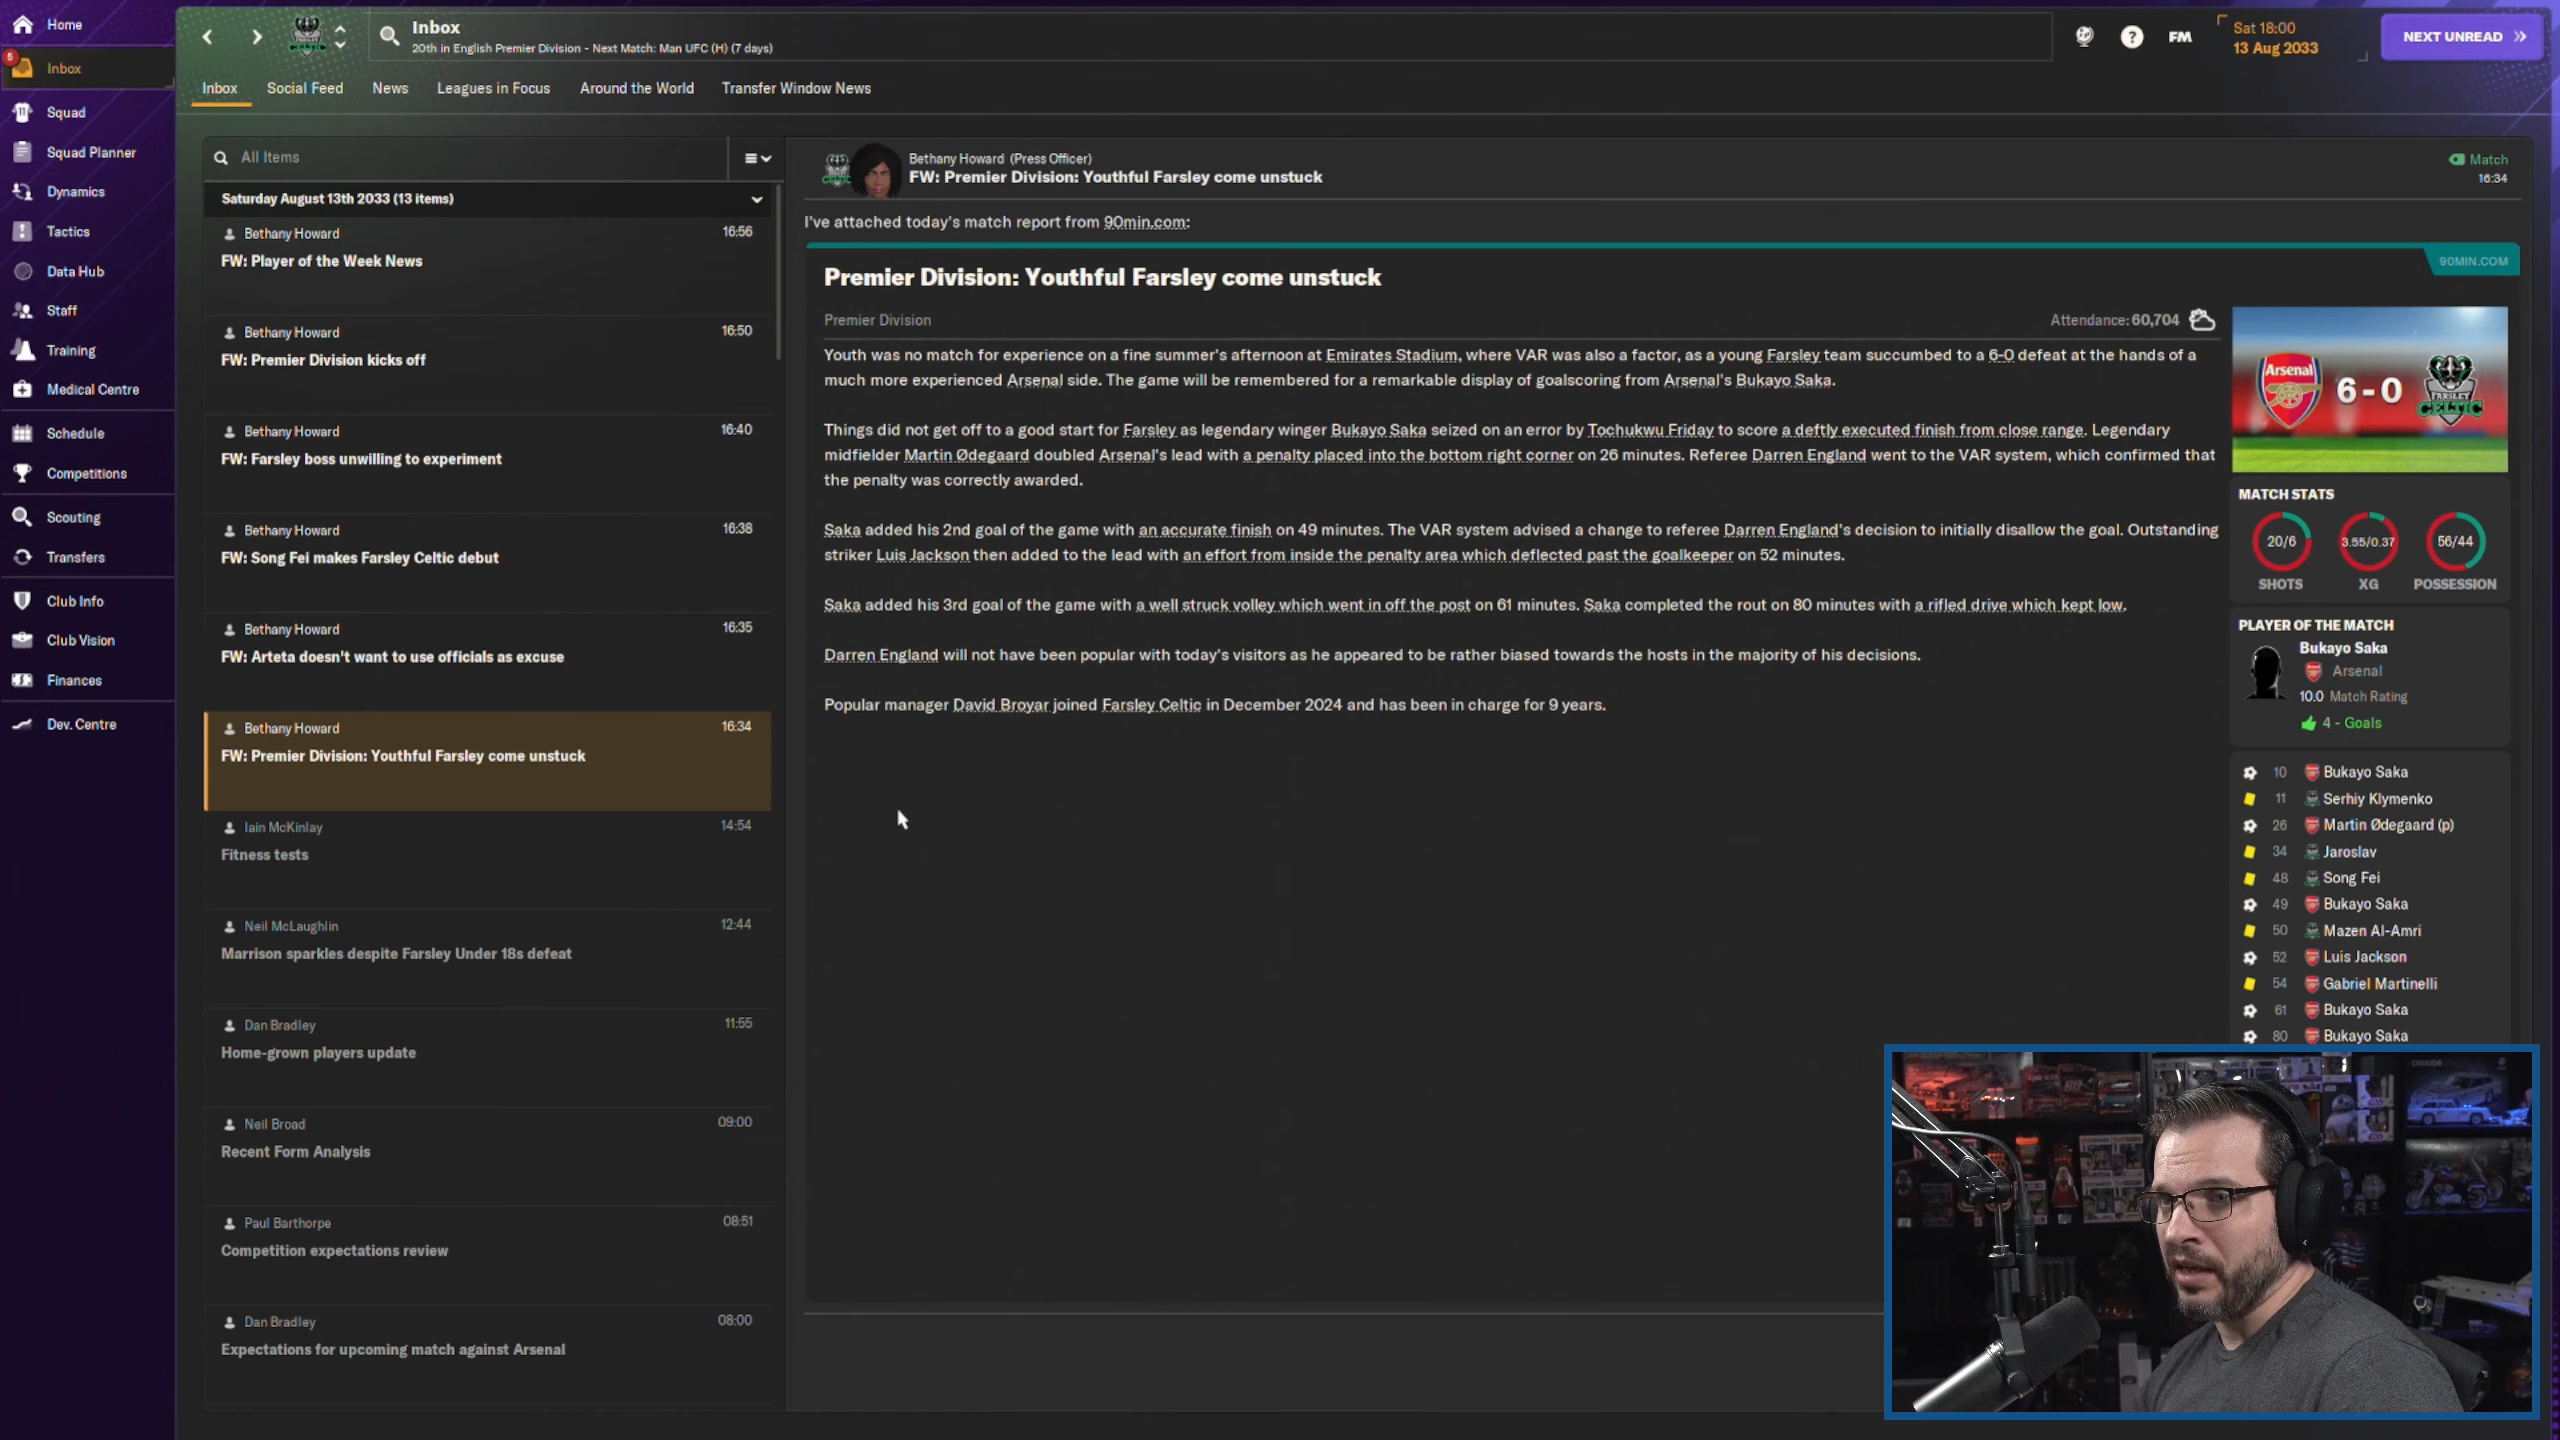 Home
Inbox
5
Squad
Squad Planner
Dynamics
Tactics
Data Hub
Staff
Training
Medical Centre
Schedule
Competitions
Scouting
Transfers
Club Info
Club Vision
Finances
Dev. Centre
Inbox
20th in English Premier Division - Next Match: Man UFC (H) (7 days)
FM
Sat 18:00
13 Aug 2033
NEXT UNREAD
Inbox Social Feed News Leagues in Focus Around the World Transfer Window News
All Items
Saturday August 13th 2033 (13 items)
Bethany Howard 16:56
FW: Player of the Week News
Bethany Howard 16:50
FW: Premier Division kicks off
Bethany Howard 16:40
FW: Farsley boss unwilling to experiment
Bethany Howard 16:38
FW: Song Fei makes Farsley Celtic debut
Bethany Howard 16:35
FW: Arteta doesn't want to use officials as excuse
Bethany Howard 16:34
FW: Premier Division: Youthful Farsley come unstuck
Iain McKinlay 14:54
Fitness tests
Neil McLaughlin 12:44
Marrison sparkles despite Farsley Under 18s defeat
Dan Bradley 11:55
Home-grown players update
Neil Broad 09:00
Recent Form Analysis
Paul Barthorpe 08:51
Competition expectations review
Dan Bradley 08:00
Expectations for upcoming match against Arsenal
Bethany Howard (Press Officer)
FW: Premier Division: Youthful Farsley come unstuck
Match
16:34
I've attached today's match report from 90min.com:
90MIN.COM
Premier Division: Youthful Farsley come unstuck
Premier Division Attendance: 60,704
Youth was no match for experience on a fine summer's afternoon at Emirates Stadium, where VAR was also a factor, as a young Farsley team succumbed to a 6-0 defeat at the hands of a
much more experienced Arsenal side. The game will be remembered for a remarkable display of goalscoring from Arsenal's Bukayo Saka.
Things did not get off to a good start for Farsley as legendary winger Bukayo Saka seized on an error by Tochukwu Friday to score a deftly executed finish from close range. Legendary
midfielder Martin Ødegaard doubled Arsenal's lead with a penalty placed into the bottom right corner on 26 minutes. Referee Darren England went to the VAR system, which confirmed that
the penalty was correctly awarded.
Saka added his 2nd goal of the game with an accurate finish on 49 minutes. The VAR system advised a change to referee Darren England's decision to initially disallow the goal. Outstanding
striker Luis Jackson then added to the lead with an effort from inside the penalty area which deflected past the goalkeeper on 52 minutes.
Saka added his 3rd goal of the game with a well struck volley which went in off the post on 61 minutes. Saka completed the rout on 80 minutes with a rifled drive which kept low.
Darren England will not have been popular with today's visitors as he appeared to be rather biased towards the hosts in the majority of his decisions.
Popular manager David Broyar joined Farsley Celtic in December 2024 and has been in charge for 9 years.
Arsenal
6 - 0
FARSLEY
CELTIC
MATCH STATS
20/6 3.55/0.37 56/44
SHOTS XG POSSESSION
PLAYER OF THE MATCH
Bukayo Saka
Arsenal
10.0 Match Rating
4 - Goals
10 Bukayo Saka
11 Serhiy Klymenko
26 Martin Ødegaard (p)
34 Jaroslav
48 Song Fei
49 Bukayo Saka
50 Mazen Al-Amri
52 Luis Jackson
54 Gabriel Martinelli
61 Bukayo Saka
80 Bukayo Saka